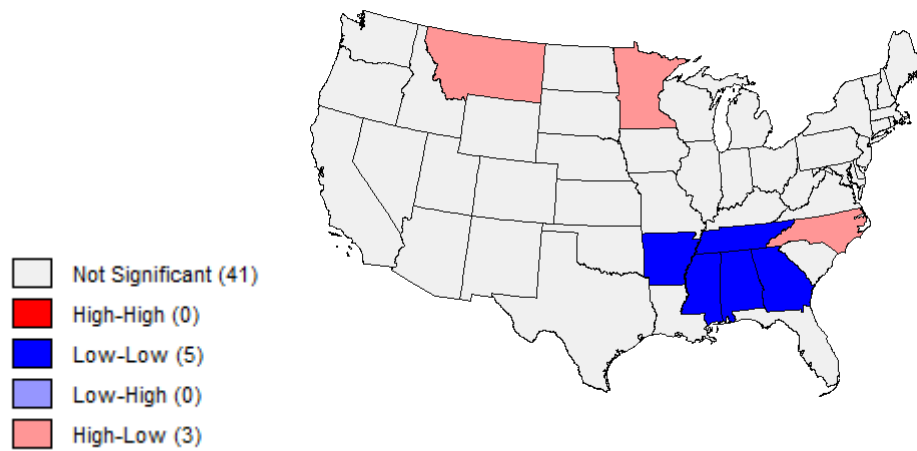 Not Significant (41)
High-High (0)
Low-Low (5)
Low-High (0)
High-Low (3)